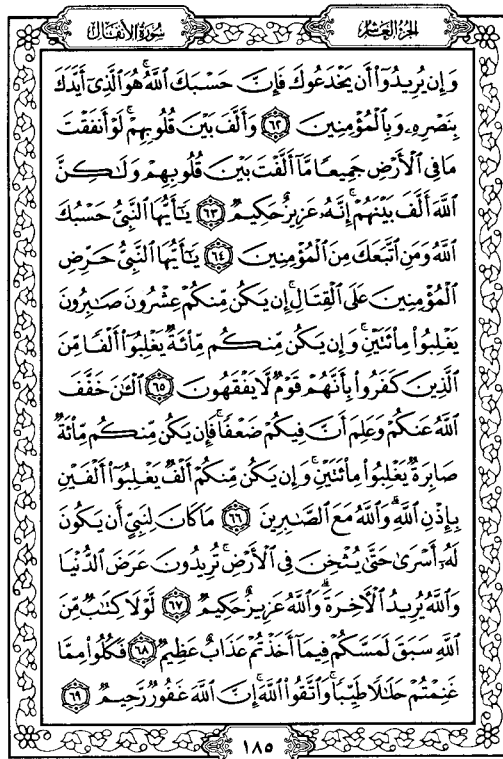 سُورَةُ الأَنفَالِ
الجُزْءُ العَاشِرُ
وَإِن يُرِيدُوٓا۟ أَن يَخْدَعُوكَ فَإِنَّ حَسْبَكَ ٱللَّهُ ۚ هُوَ ٱلَّذِىٓ أَيَّدَكَ
بِنَصْرِهِۦ وَبِٱلْمُؤْمِنِينَ ﴿٦٢﴾ وَأَلَّفَ بَيْنَ قُلُوبِهِمْ ۚ لَوْ أَنفَقْتَ
مَا فِى ٱلْأَرْضِ جَمِيعًا مَّآ أَلَّفْتَ بَيْنَ قُلُوبِهِمْ وَلَـٰكِنَّ
ٱللَّهَ أَلَّفَ بَيْنَهُمْ ۚ إِنَّهُۥ عَزِيزٌ حَكِيمٌ ﴿٦٣﴾ يَـٰٓأَيُّهَا ٱلنَّبِىُّ حَسْبُكَ
ٱللَّهُ وَمَنِ ٱتَّبَعَكَ مِنَ ٱلْمُؤْمِنِينَ ﴿٦٤﴾ يَـٰٓأَيُّهَا ٱلنَّبِىُّ حَرِّضِ
ٱلْمُؤْمِنِينَ عَلَى ٱلْقِتَالِ ۚ إِن يَكُن مِّنكُمْ عِشْرُونَ صَـٰبِرُونَ
يَغْلِبُوا۟ مِا۟ئَتَيْنِ ۚ وَإِن يَكُن مِّنكُم مِّا۟ئَةٌ يَغْلِبُوٓا۟ أَلْفًا مِّنَ
ٱلَّذِينَ كَفَرُوا۟ بِأَنَّهُمْ قَوْمٌ لَّا يَفْقَهُونَ ﴿٦٥﴾ ٱلْـَٔـٰنَ خَفَّفَ
ٱللَّهُ عَنكُمْ وَعَلِمَ أَنَّ فِيكُمْ ضَعْفًا ۚ فَإِن يَكُن مِّنكُم مِّا۟ئَةٌ
صَابِرَةٌ يَغْلِبُوا۟ مِا۟ئَتَيْنِ ۚ وَإِن يَكُن مِّنكُمْ أَلْفٌ يَغْلِبُوٓا۟ أَلْفَيْنِ
بِإِذْنِ ٱللَّهِ ۗ وَٱللَّهُ مَعَ ٱلصَّـٰبِرِينَ ﴿٦٦﴾ مَا كَانَ لِنَبِىٍّ أَن يَكُونَ
لَهُۥٓ أَسْرَىٰ حَتَّىٰ يُثْخِنَ فِى ٱلْأَرْضِ ۚ تُرِيدُونَ عَرَضَ ٱلدُّنْيَا
وَٱللَّهُ يُرِيدُ ٱلْـَٔاخِرَةَ ۗ وَٱللَّهُ عَزِيزٌ حَكِيمٌ ﴿٦٧﴾ لَّوْلَا كِتَـٰبٌ مِّنَ
ٱللَّهِ سَبَقَ لَمَسَّكُمْ فِيمَآ أَخَذْتُمْ عَذَابٌ عَظِيمٌ ﴿٦٨﴾ فَكُلُوا۟ مِمَّا
غَنِمْتُمْ حَلَـٰلًا طَيِّبًا ۚ وَٱتَّقُوا۟ ٱللَّهَ ۚ إِنَّ ٱللَّهَ غَفُورٌ رَّحِيمٌ ﴿٦٩﴾
١٨٥